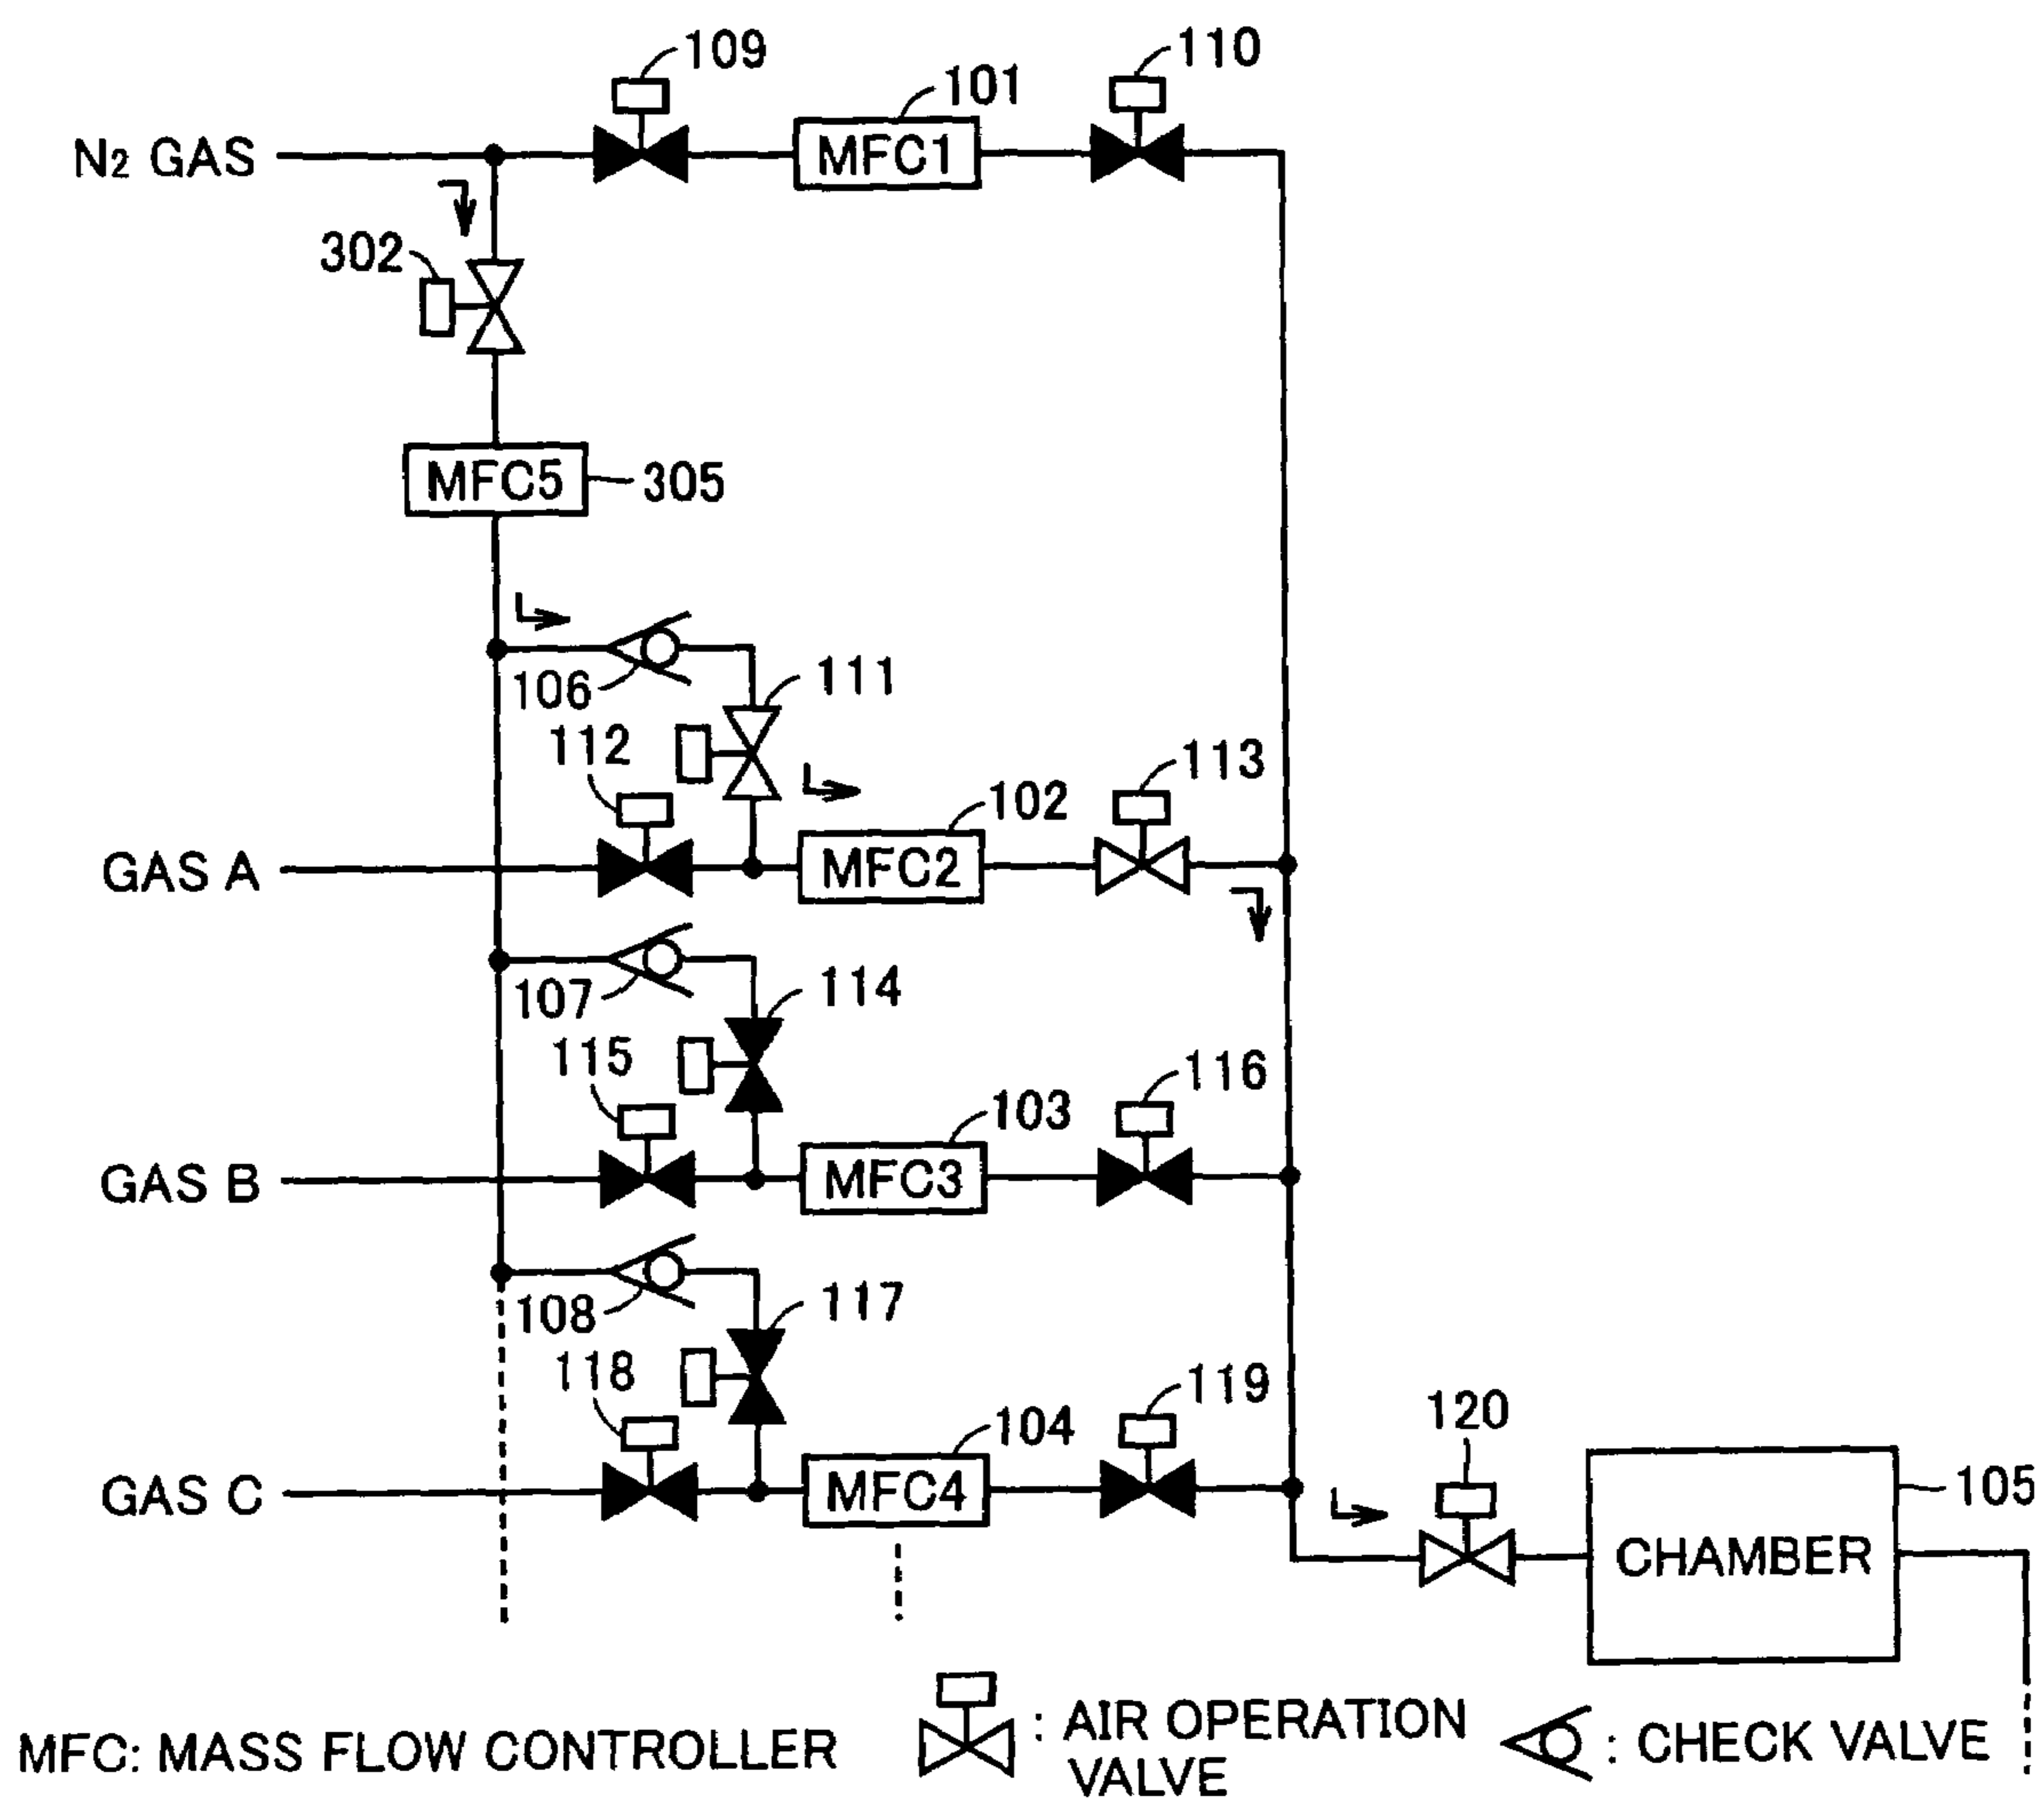 109
110
101
N2 GAS
MFC1
302
MFC5
305
106
111
112
113
102
GAS A
MFC2
107
114
115
116
103
GAS B
MFC3
108
117
118
119
104
120
GAS C
MFC4
105
CHAMBER
MFC: MASS FLOW CONTROLLER
: AIR OPERATION
VALVE
: CHECK VALVE